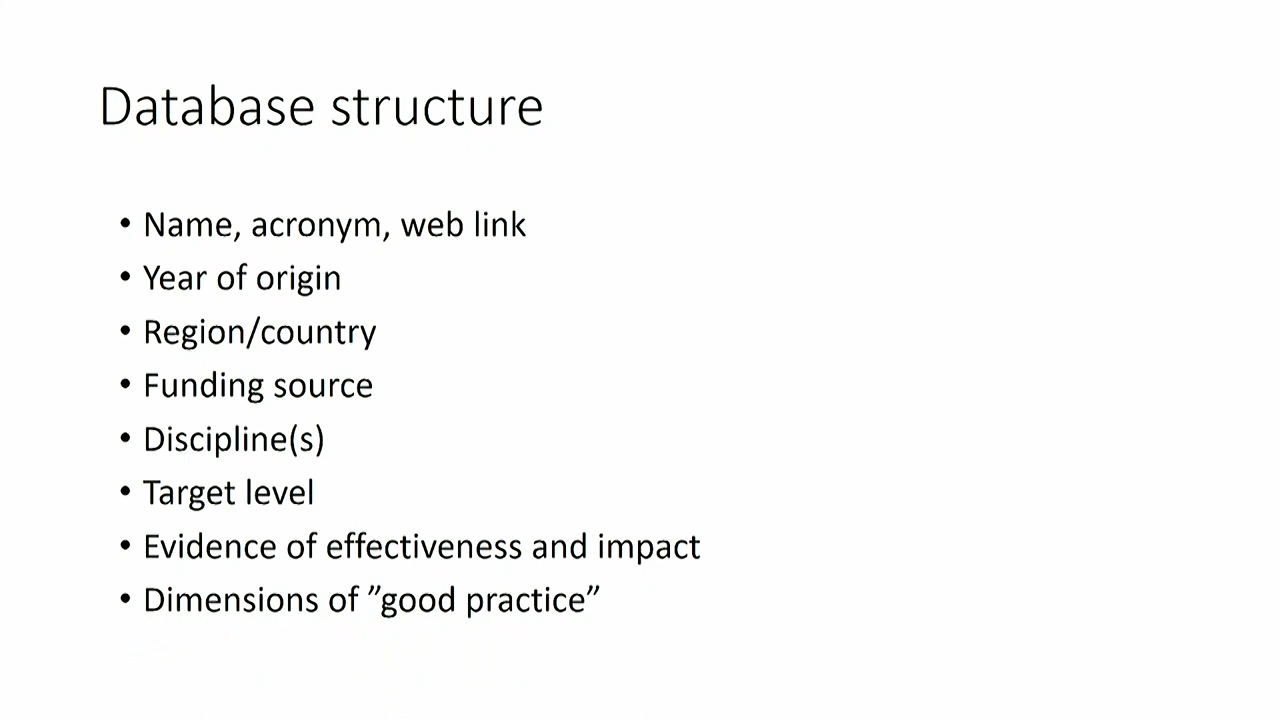 Database structure
• Name, acronym, web link
• Year of origin
• Region/country
• Funding source
• Discipline(s)
• Target level
• Evidence of effectiveness and impact
• Dimensions of ”good practice”